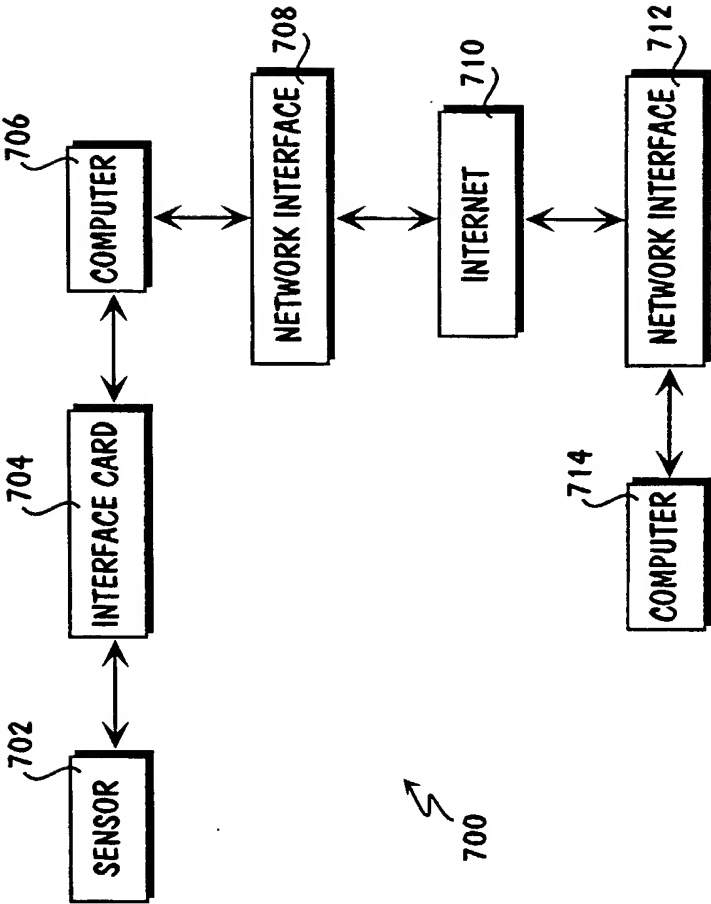 702
SENSOR
704
INTERFACE CARD
706
COMPUTER
708
NETWORK INTERFACE
710
INTERNET
712
NETWORK INTERFACE
714
COMPUTER
700